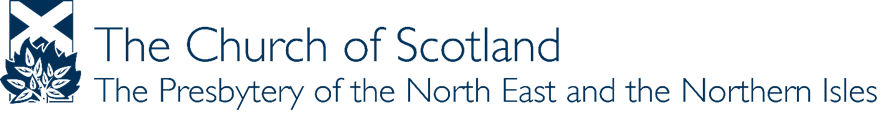 The Church of Scotland
The Presbytery of the North East and the Northern Isles